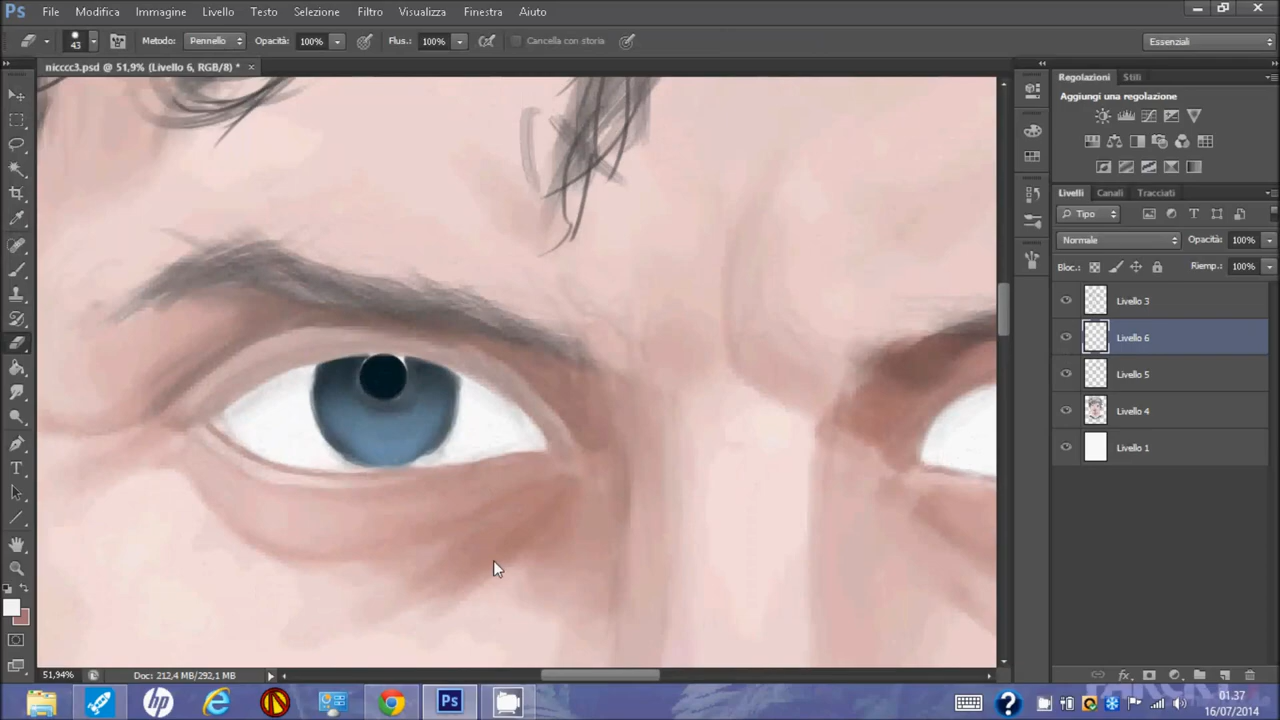 Ps File Modifica Immagine Livello Testo Selezione Filtro Visualizza Finestra Aiuto
43 Metodo: Pennello Opacità: 100% Flus.: 100% Cancella con storia Essenziali
nicccc3.psd @ 51,9% (Livello 6, RGB/8) * ×
Regolazioni Stili
Aggiungi una regolazione
Livelli Canali Tracciati
Tipo
Normale Opacità: 100%
Bloc.: Riemp.: 100%
Livello 3
Livello 6
Livello 5
Livello 4
Livello 1
51,94% Doc: 212,4 MB/292,1 MB
hp Ps 01.37
16/07/2014